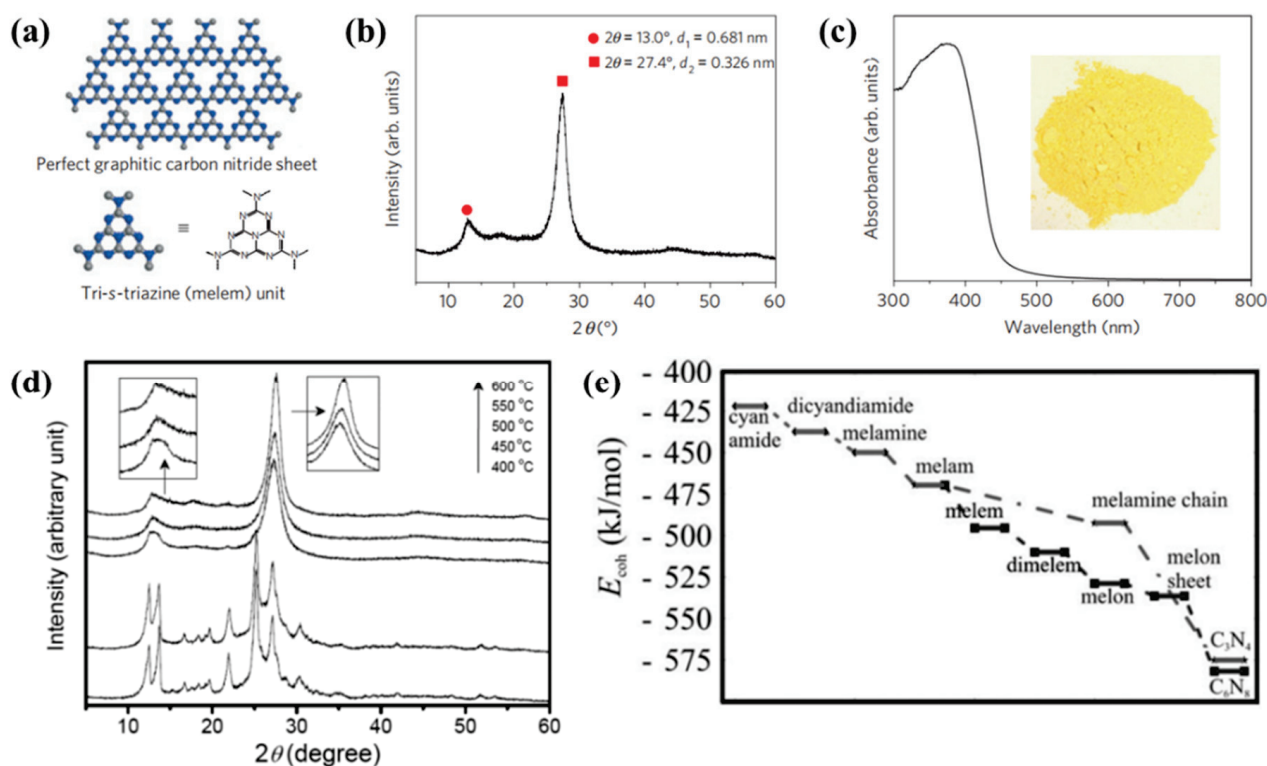 (a)
Perfect graphitic carbon nitride sheet
≡
N N N
N N N
N N N N
N N
Tri-s-triazine (melem) unit
(b)
2θ = 13.0°, d1 = 0.681 nm
2θ = 27.4°, d2 = 0.326 nm
Intensity (arb. units)
10 20 30 40 50 60
2θ(°)
(c)
Absorbance (arb. units)
300 400 500 600 700 800
Wavelength (nm)
(d)
600 °C
550 °C
500 °C
450 °C
400 °C
Intensity (arbitrary unit)
10 20 30 40 50 60
2θ (degree)
(e)
- 400
- 425
- 450
- 475
- 500
- 525
- 550
- 575
Ecoh (kJ/mol)
cyan
amide
dicyandiamide
melamine
melam
melem
dimelem
melon
melamine chain
melon
sheet
C3N4
C6N8